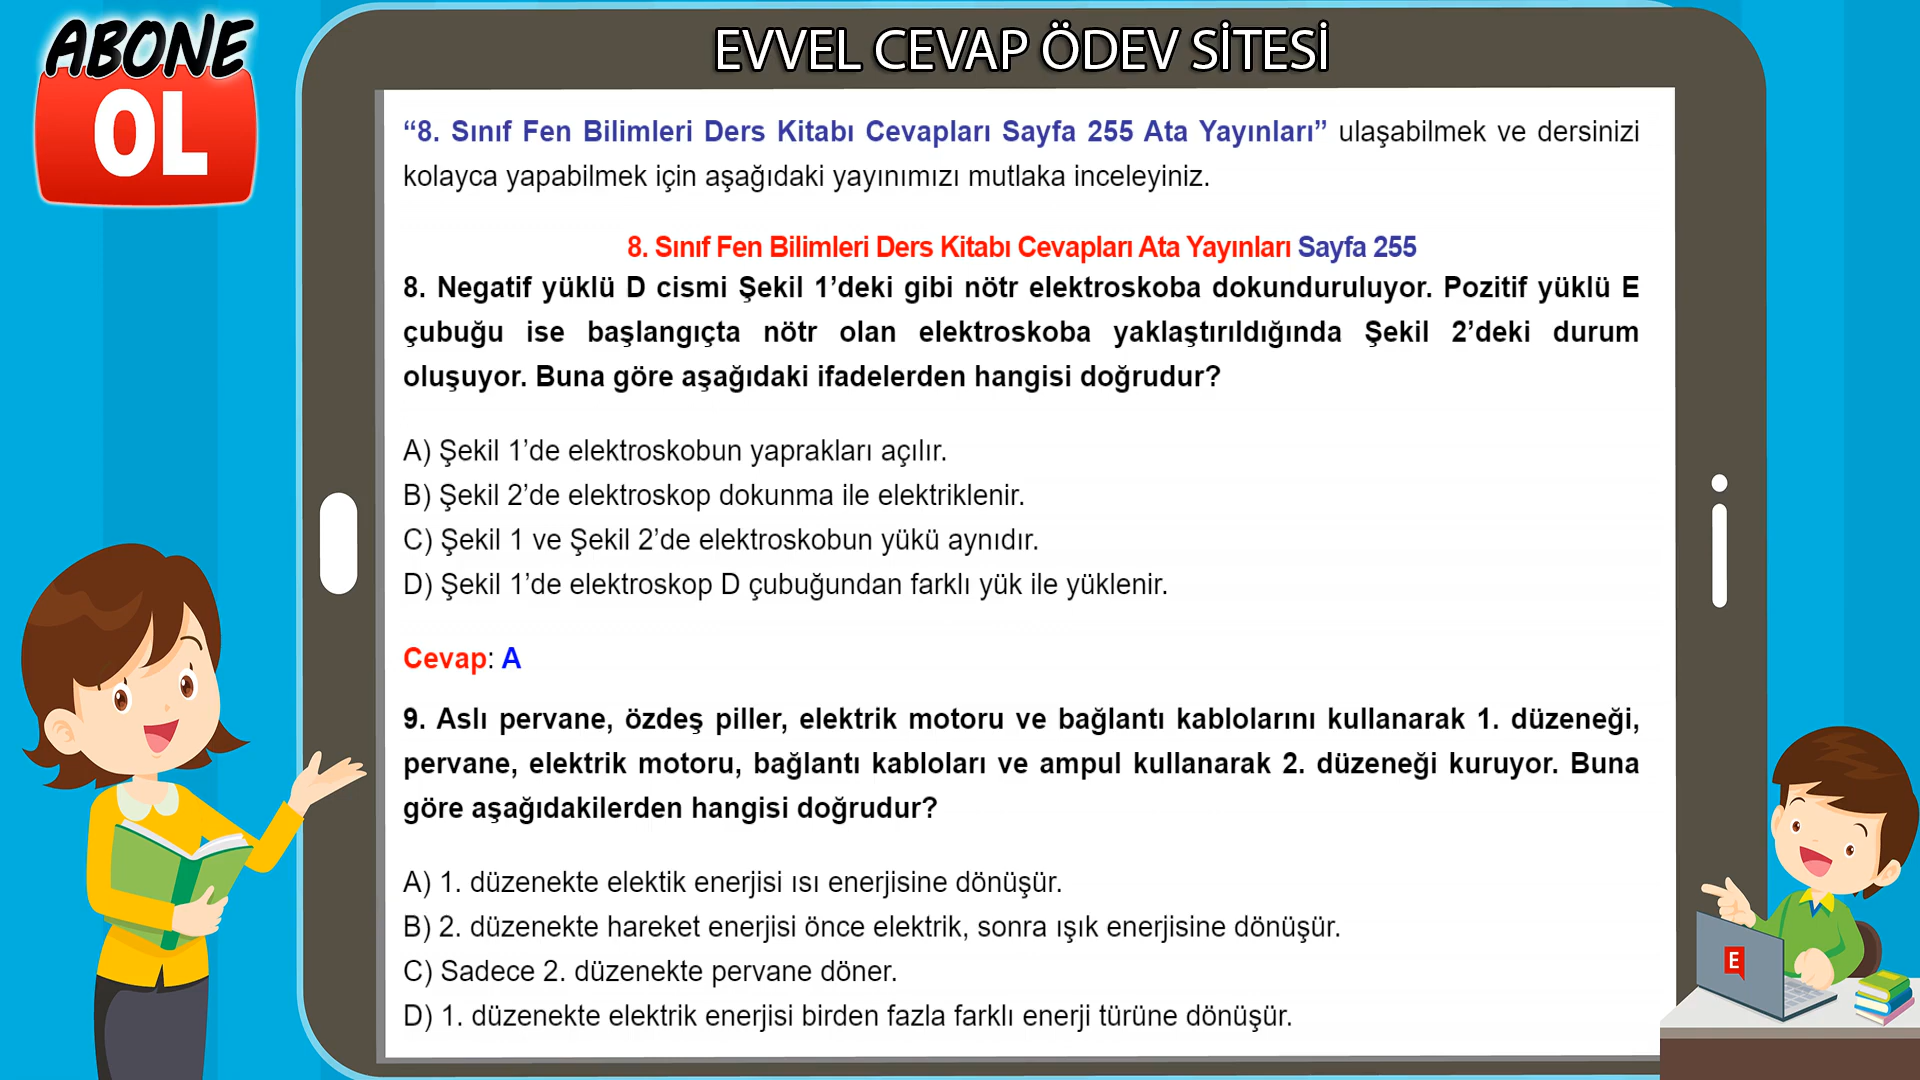 ABONE
OL
EVVEL CEVAP ÖDEV SİTESİ
“8. Sınıf Fen Bilimleri Ders Kitabı Cevapları Sayfa 255 Ata Yayınları” ulaşabilmek ve dersinizi
kolayca yapabilmek için aşağıdaki yayınımızı mutlaka inceleyiniz.
8. Sınıf Fen Bilimleri Ders Kitabı Cevapları Ata Yayınları Sayfa 255
8. Negatif yüklü D cismi Şekil 1’deki gibi nötr elektroskoba dokunduruluyor. Pozitif yüklü E
çubuğu ise başlangıçta nötr olan elektroskoba yaklaştırıldığında Şekil 2’deki durum
oluşuyor. Buna göre aşağıdaki ifadelerden hangisi doğrudur?
A) Şekil 1’de elektroskobun yaprakları açılır.
B) Şekil 2’de elektroskop dokunma ile elektriklenir.
C) Şekil 1 ve Şekil 2’de elektroskobun yükü aynıdır.
D) Şekil 1’de elektroskop D çubuğundan farklı yük ile yüklenir.
Cevap: A
9. Aslı pervane, özdeş piller, elektrik motoru ve bağlantı kablolarını kullanarak 1. düzeneği,
pervane, elektrik motoru, bağlantı kabloları ve ampul kullanarak 2. düzeneği kuruyor. Buna
göre aşağıdakilerden hangisi doğrudur?
A) 1. düzenekte elektik enerjisi ısı enerjisine dönüşür.
B) 2. düzenekte hareket enerjisi önce elektrik, sonra ışık enerjisine dönüşür.
C) Sadece 2. düzenekte pervane döner.
D) 1. düzenekte elektrik enerjisi birden fazla farklı enerji türüne dönüşür.
E